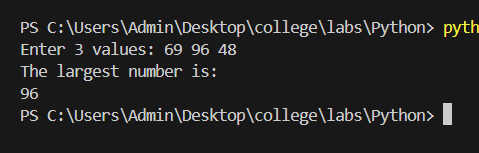 PS C:\Users\Admin\Desktop\college\labs\Python> pyth
Enter 3 values: 69 96 48
The largest number is:
96
PS C:\Users\Admin\Desktop\college\labs\Python>